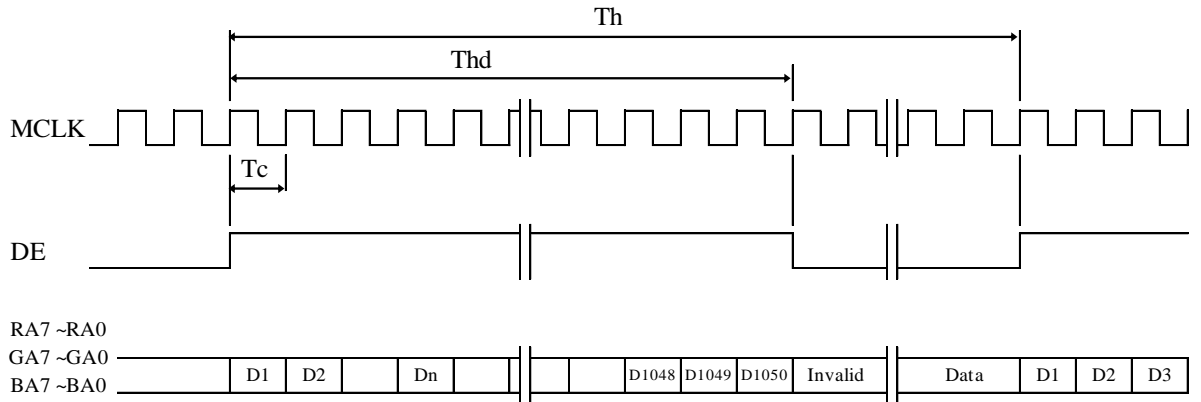 Th
Thd
MCLK
Tc
DE
RA7 ~RA0
GA7 ~GA0
BA7 ~BA0
D1 D2 Dn D1048 D1049 D1050 Invalid Data D1 D2 D3